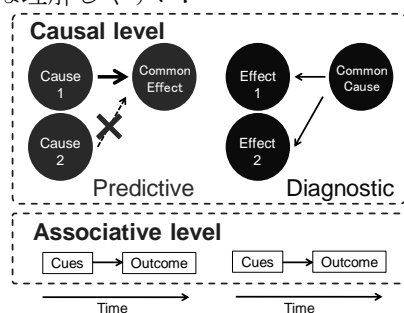 Causal level
Cause 1
Common Effect
Cause 2
Predictive
Effect 1
Common Cause
Effect 2
Diagnostic
Associative level
Cues
Outcome
Cues
Outcome
Time
Time